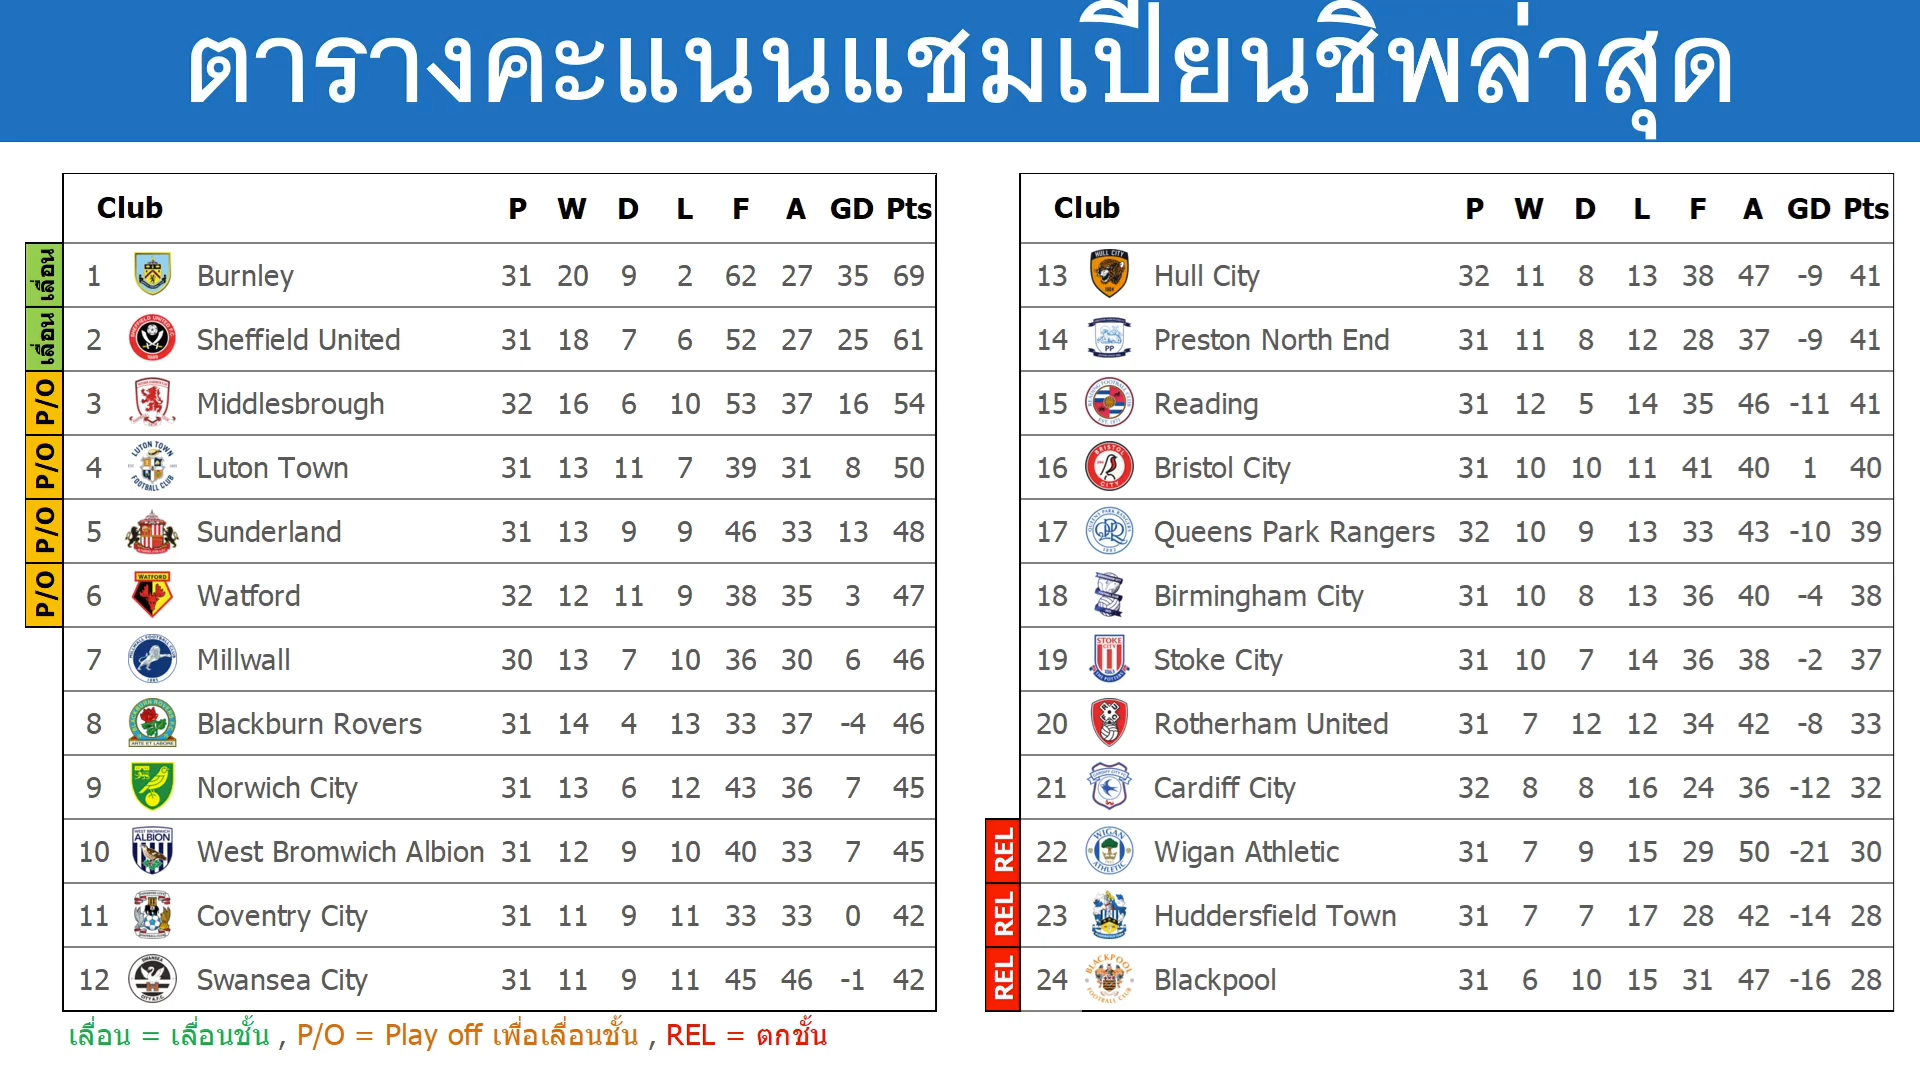 ตารางคะแนนแชมเปียนชิพล่าสุด
Club P W D L F A GD Pts
เลื่อน 1 Burnley 31 20 9 2 62 27 35 69
เลื่อน 2 Sheffield United 31 18 7 6 52 27 25 61
P/O 3 Middlesbrough 32 16 6 10 53 37 16 54
P/O 4 Luton Town 31 13 11 7 39 31 8 50
P/O 5 Sunderland 31 13 9 9 46 33 13 48
P/O 6 Watford 32 12 11 9 38 35 3 47
7 Millwall 30 13 7 10 36 30 6 46
8 Blackburn Rovers 31 14 4 13 33 37 -4 46
9 Norwich City 31 13 6 12 43 36 7 45
10 West Bromwich Albion 31 12 9 10 40 33 7 45
11 Coventry City 31 11 9 11 33 33 0 42
12 Swansea City 31 11 9 11 45 46 -1 42
Club P W D L F A GD Pts
13 Hull City 32 11 8 13 38 47 -9 41
14 Preston North End 31 11 8 12 28 37 -9 41
15 Reading 31 12 5 14 35 46 -11 41
16 Bristol City 31 10 10 11 41 40 1 40
17 Queens Park Rangers 32 10 9 13 33 43 -10 39
18 Birmingham City 31 10 8 13 36 40 -4 38
19 Stoke City 31 10 7 14 36 38 -2 37
20 Rotherham United 31 7 12 12 34 42 -8 33
21 Cardiff City 32 8 8 16 24 36 -12 32
REL 22 Wigan Athletic 31 7 9 15 29 50 -21 30
REL 23 Huddersfield Town 31 7 7 17 28 42 -14 28
REL 24 Blackpool 31 6 10 15 31 47 -16 28
เลื่อน = เลื่อนชั้น , P/O = Play off เพื่อเลื่อนชั้น , REL = ตกชั้น